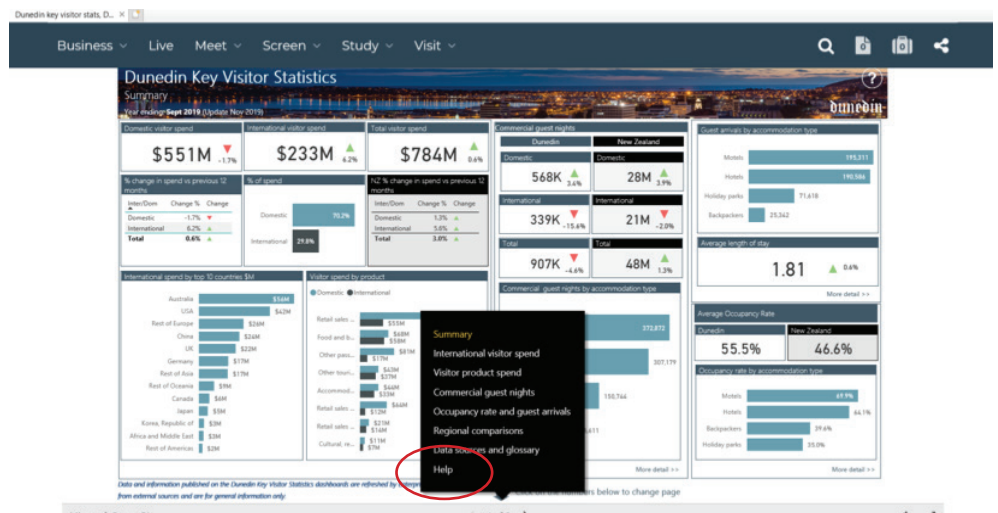 Dunedin key visitor stats, D...
Business Live Meet Screen Study Visit
Dunedin Key Visitor Statistics
Summary
Year ending: Sept 2019 (Update Nov 2019)
?
dunedin
Domestic visitor spend
$551M -1.7%
International visitor spend
$233M 6.2%
Total visitor spend
$784M 0.6%
% change in spend vs previous 12 months
Inter/Dom Change % Change
Domestic -1.7%
International 6.2%
Total 0.6%
% of spend
Domestic 70.2%
International 29.8%
NZ % change in spend vs previous 12 months
Inter/Dom Change % Change
Domestic 1.3%
International 5.8%
Total 3.0%
International spend by top 10 countries $M
Australia $56M
USA $42M
Rest of Europe $26M
China $24M
UK $22M
Germany $17M
Rest of Asia $17M
Rest of Oceania $9M
Canada $6M
Japan $5M
Korea, Republic of $3M
Africa and Middle East $3M
Rest of Americas $2M
Visitor spend by product
Domestic International
Retail sales ... $55M
Food and b... $68M $58M
Other pass... $81M $17M
Other touri... $43M $37M
Accommod... $44M $33M
Retail sales ... $44M $12M
Retail sales ... $21M $14M
Cultural, re... $11M $7M
Commercial guest nights
Dunedin New Zealand
Domestic Domestic
568K 3.4% 28M 3.9%
International International
339K -15.6% 21M -2.0%
Total Total
907K -4.6% 48M 1.3%
Commercial guest nights by accommodation type
372,872
307,179
150,744
Guest arrivals by accommodation type
Motels 195,311
Hotels 190,506
Holiday parks 71,618
Backpackers 25,342
Average length of stay
1.81 0.6%
More detail >>
Average Occupancy Rate
Dunedin New Zealand
55.5% 46.6%
Occupancy rate by accommodation type
Motels 69.9%
Hotels 64.1%
Backpackers 39.6%
Holiday parks 35.0%
More detail >>
More detail >>
Summary
International visitor spend
Visitor product spend
Commercial guest nights
Occupancy rate and guest arrivals
Regional comparisons
Data sources and glossary
Help
Data and information published on the Dunedin Key Visitor Statistics dashboards are refreshed by
from external sources and are for general information only.
Click on the numbers below to change page